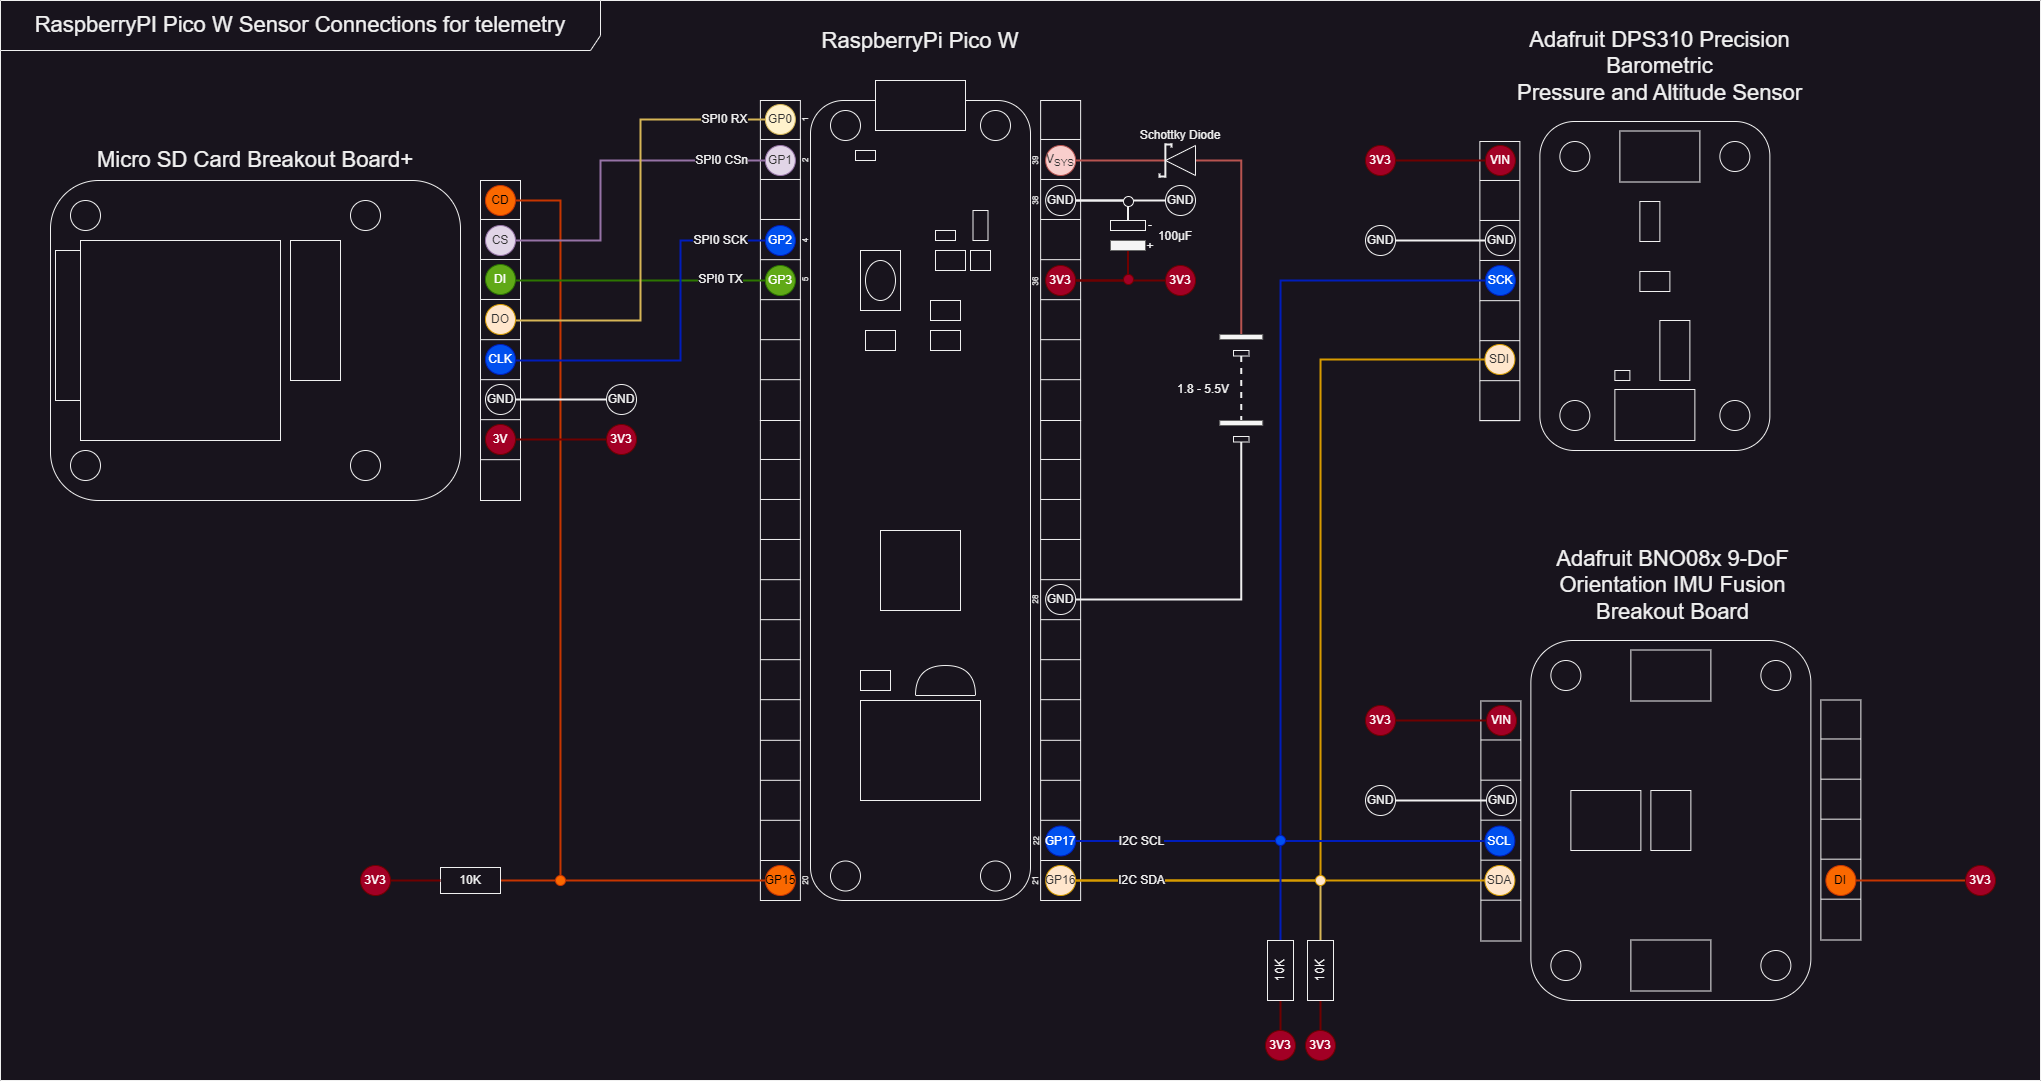 RaspberryPI Pico W Sensor Connections for telemetry
RaspberryPi Pico W
Adafruit DPS310 Precision
Barometric
Pressure and Altitude Sensor
Micro SD Card Breakout Board+
CD
CS
DI
DO
CLK
GND
GND
3V
3V3
SPI0 RX
GP0
1
SPI0 CSn
GP1
2
SPI0 SCK
GP2
4
SPI0 TX
GP3
5
3V3
10K
GP15
20
39
VSYS
Schottky Diode
38
GND
GND
-
100µF
+
36
3V3
3V3
1.8 - 5.5V
28
GND
22
GP17
I2C SCL
21
GP16
I2C SDA
10K
10K
3V3
3V3
3V3
VIN
GND
GND
SCK
SDI
Adafruit BNO08x 9-DoF
Orientation IMU Fusion
Breakout Board
3V3
VIN
GND
GND
SCL
SDA
DI
3V3